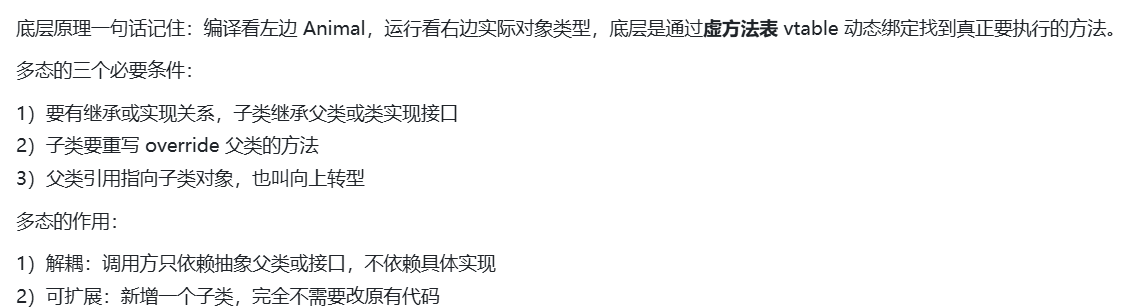 底层原理一句话记住：编译看左边 Animal，运行看右边实际对象类型，底层是通过虚方法表 vtable 动态绑定找到真正要执行的方法。
多态的三个必要条件：
1）要有继承或实现关系，子类继承父类或类实现接口
2）子类要重写 override 父类的方法
3）父类引用指向子类对象，也叫向上转型
多态的作用：
1）解耦：调用方只依赖抽象父类或接口，不依赖具体实现
2）可扩展：新增一个子类，完全不需要改原有代码